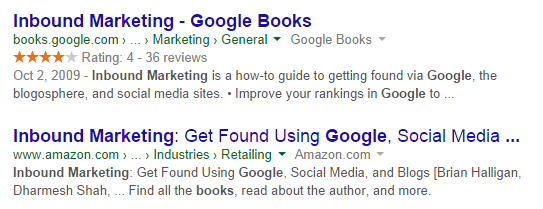 Inbound Marketing - Google Books
books.google.com › ... › Marketing › General ▼ Google Books ▼
★★★★★ Rating: 4 - 36 reviews
Oct 2, 2009 - Inbound Marketing is a how-to guide to getting found via Google, the
blogosphere, and social media sites. • Improve your rankings in Google to ...
Inbound Marketing: Get Found Using Google, Social Media ...
www.amazon.com › ... › Industries › Retailing ▼ Amazon.com ▼
Inbound Marketing: Get Found Using Google, Social Media, and Blogs [Brian Halligan,
Dharmesh Shah, ... Find all the books, read about the author, and more.